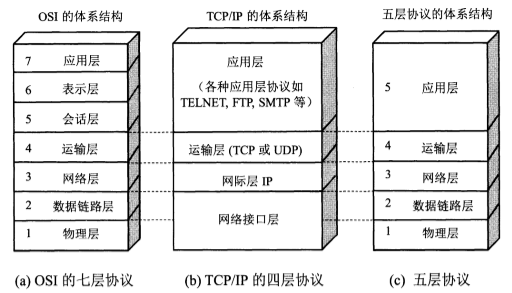 OSI 的体系结构
TCP/IP 的体系结构
五层协议的体系结构
7 应用层
6 表示层
5 会话层
4 运输层
3 网络层
2 数据链路层
1 物理层
应用层
(各种应用层协议如
TELNET, FTP, SMTP 等)
运输层 (TCP 或 UDP)
网际层 IP
网络接口层
5 应用层
4 运输层
3 网络层
2 数据链路层
1 物理层
(a) OSI 的七层协议
(b) TCP/IP 的四层协议
(c) 五层协议